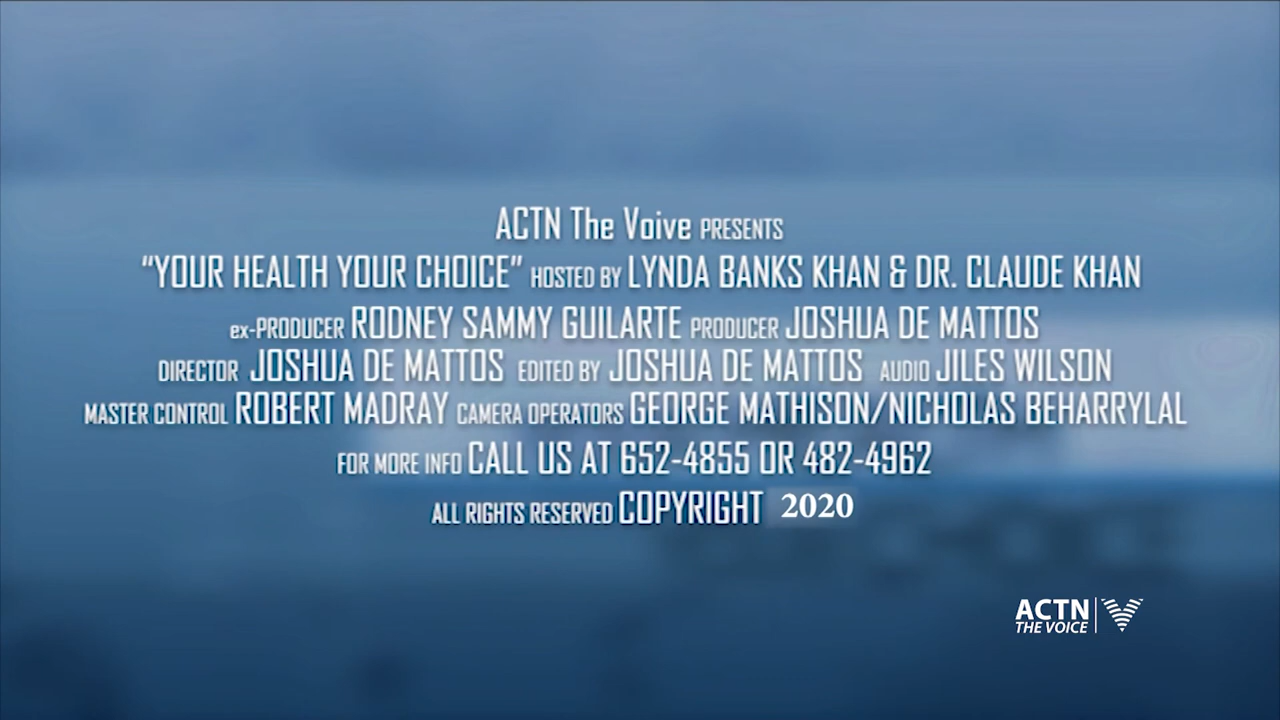 ACTN The Voive PRESENTS
“YOUR HEALTH YOUR CHOICE” HOSTED BY LYNDA BANKS KHAN & DR. CLAUDE KHAN
ex-PRODUCER RODNEY SAMMY GUILARTE PRODUCER JOSHUA DE MATTOS
DIRECTOR JOSHUA DE MATTOS EDITED BY JOSHUA DE MATTOS AUDIO JILES WILSON
MASTER CONTROL ROBERT MADRAY CAMERA OPERATORS GEORGE MATHISON/NICHOLAS BEHARRYLAL
FOR MORE INFO CALL US AT 652-4855 OR 482-4962
ALL RIGHTS RESERVED COPYRIGHT 2020
ACTN
THE VOICE